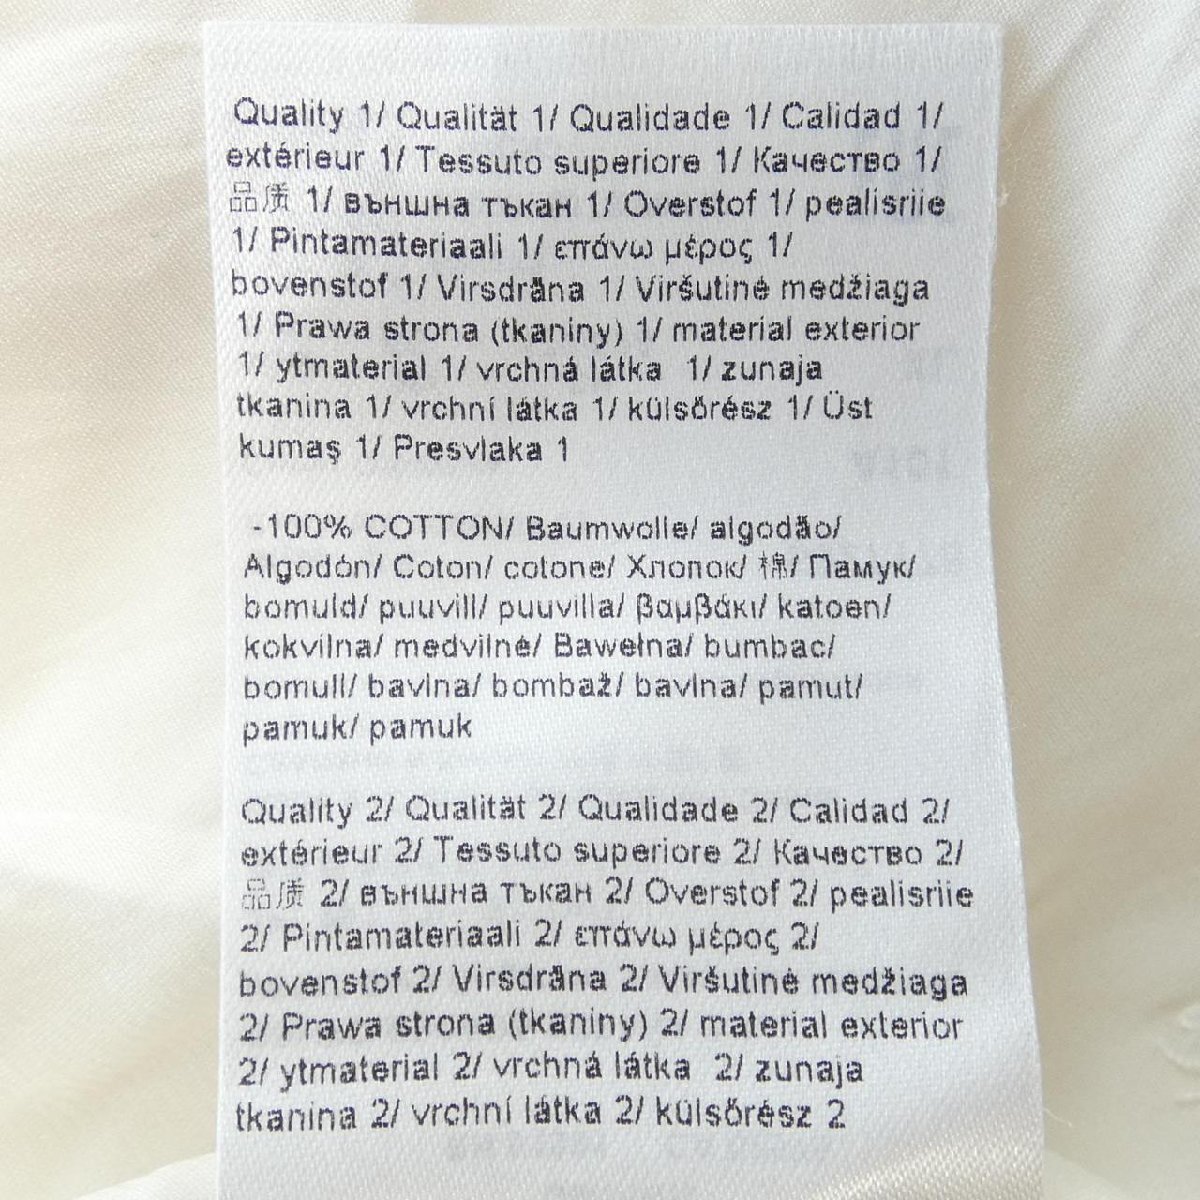 Quality 1/ Qualität 1/ Qualidade 1/ Calidad 1/
extérieur 1/ Tessuto superiore 1/ Качество 1/
品质 1/ външна тъкан 1/ Overstof 1/ pealisriie
1/ Pintamateriaali 1/ επάνω μέρος 1/
bovenstof 1/ Virsdrāna 1/ Viršutinė medžiaga
1/ Prawa strona (tkaniny) 1/ material exterior
1/ ytmaterial 1/ vrchná látka 1/ zunaja
tkanina 1/ vrchní látka 1/ külsőrész 1/ Üst
kumaş 1/ Presvlaka 1
-100% COTTON/ Baumwolle/ algodão/
Algodón/ Coton/ cotone/ Хлопок/ 棉/ Памук/
bomuld/ puuvill/ puuvilla/ βαμβάκι/ katoen/
kokvilna/ medvilnė/ Bawełna/ bumbac/
bomull/ bavlna/ bombaž/ bavlna/ pamut/
pamuk/ pamuk
Quality 2/ Qualität 2/ Qualidade 2/ Calidad 2/
extérieur 2/ Tessuto superiore 2/ Качество 2/
品质 2/ външна тъкан 2/ Overstof 2/ pealisriie
2/ Pintamateriaali 2/ επάνω μέρος 2/
bovenstof 2/ Virsdrāna 2/ Viršutinė medžiaga
2/ Prawa strona (tkaniny) 2/ material exterior
2/ ytmaterial 2/ vrchná látka 2/ zunaja
tkanina 2/ vrchní látka 2/ külsőrész 2